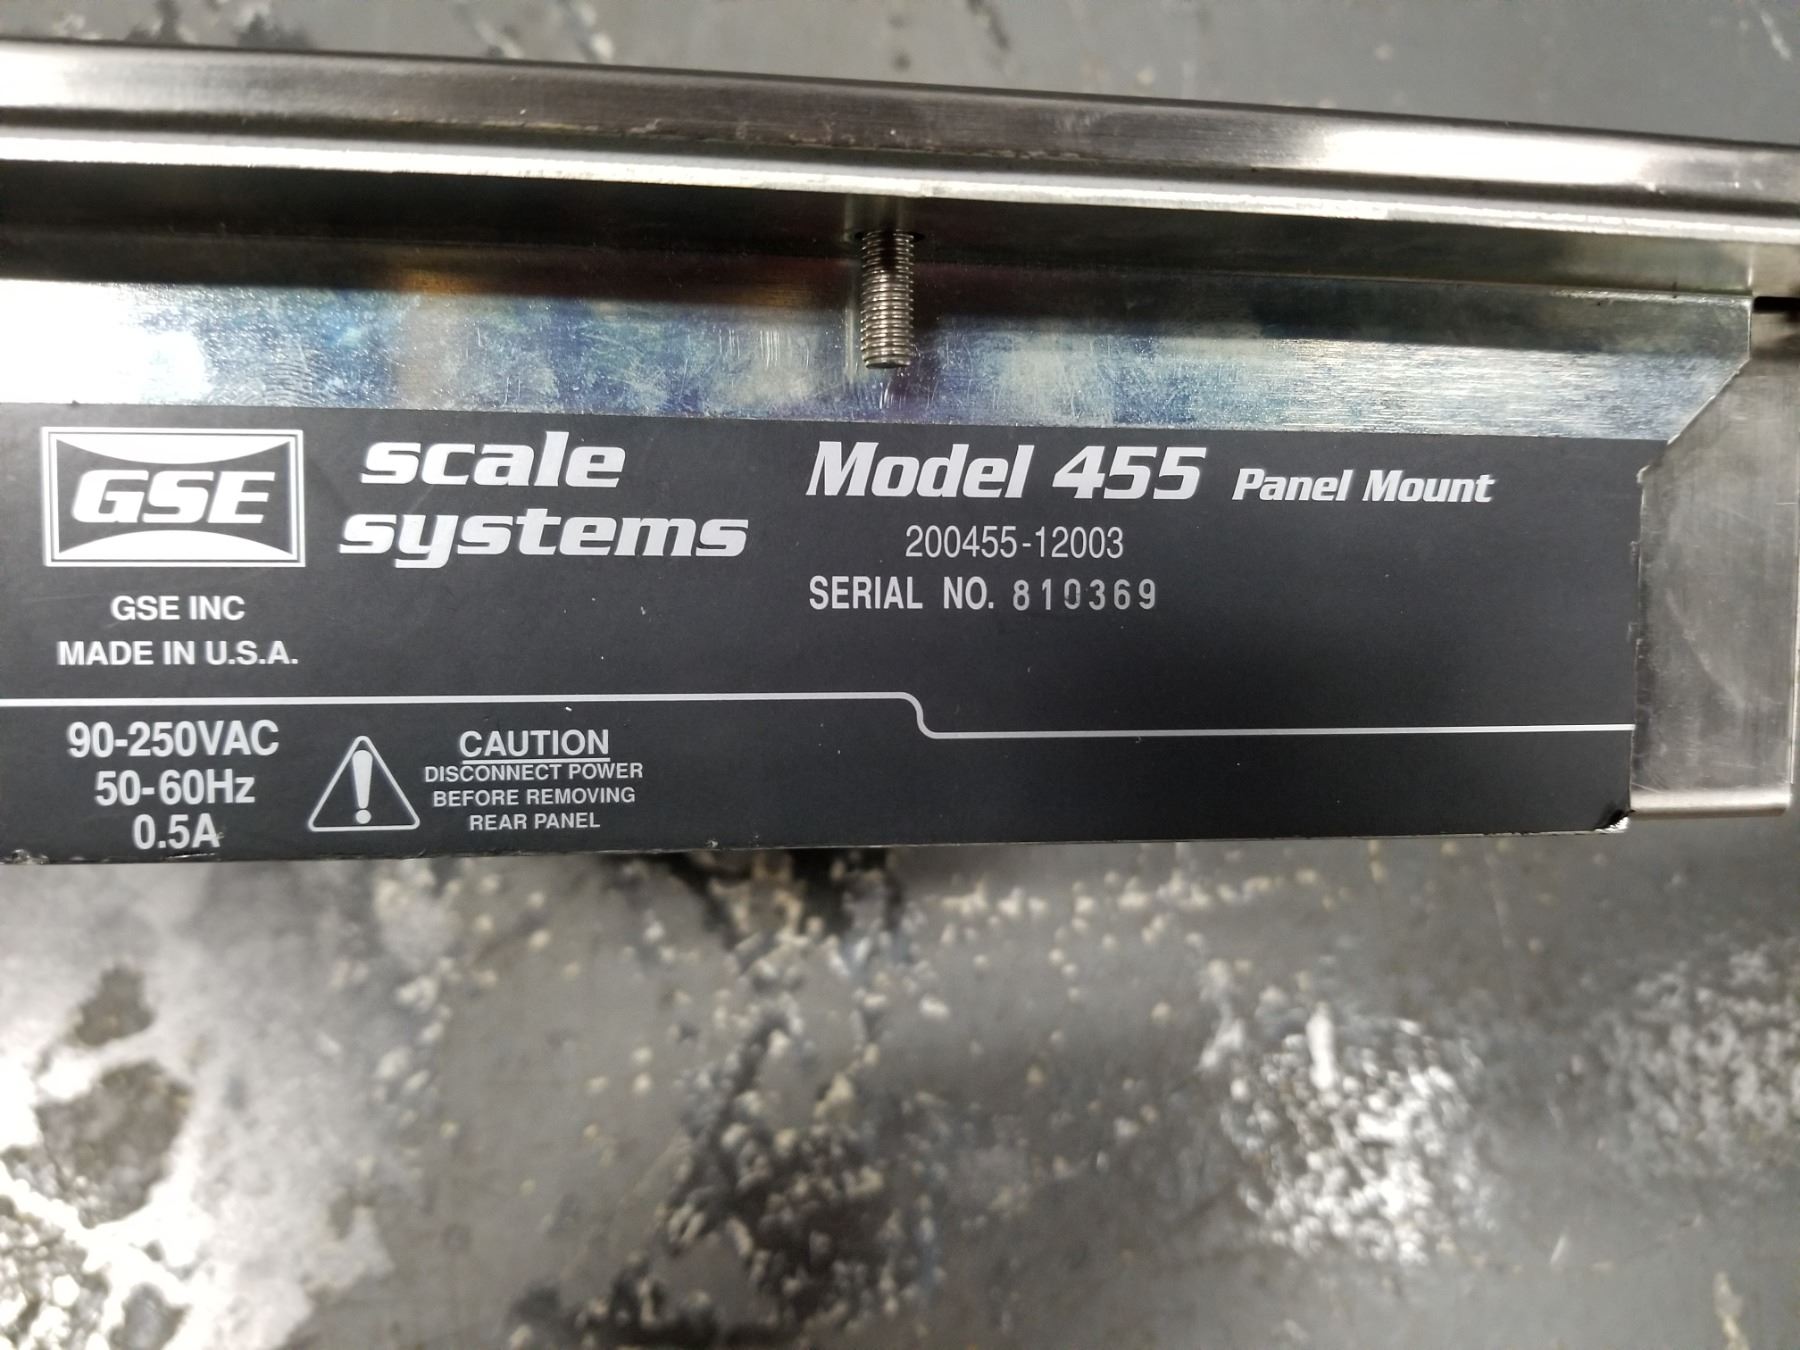 GSE
scale
systems
GSE INC
MADE IN U.S.A.
Model 455 Panel Mount
200455-12003
SERIAL NO. 810369
90-250VAC
50-60Hz
0.5A
CAUTION
DISCONNECT POWER
BEFORE REMOVING
REAR PANEL